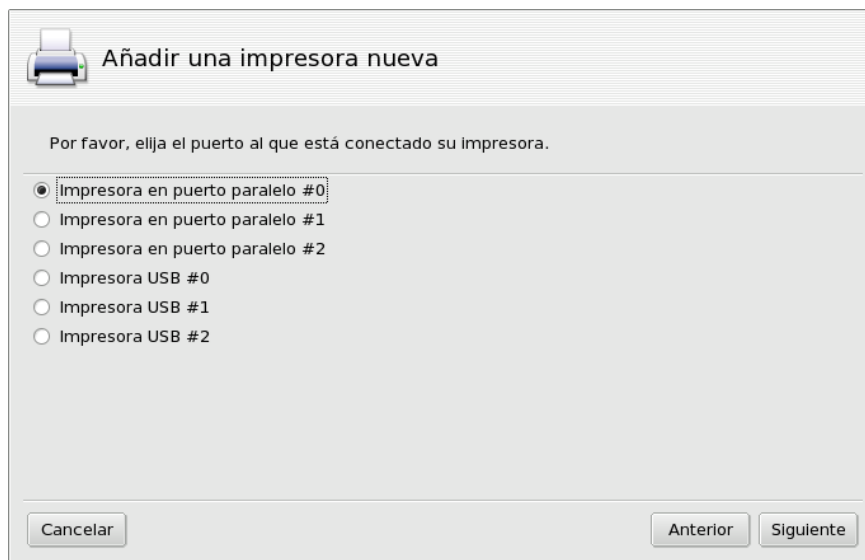 Añadir una impresora nueva
Por favor, elija el puerto al que está conectado su impresora.
Impresora en puerto paralelo #0
Impresora en puerto paralelo #1
Impresora en puerto paralelo #2
Impresora USB #0
Impresora USB #1
Impresora USB #2
Cancelar
Anterior
Siguiente